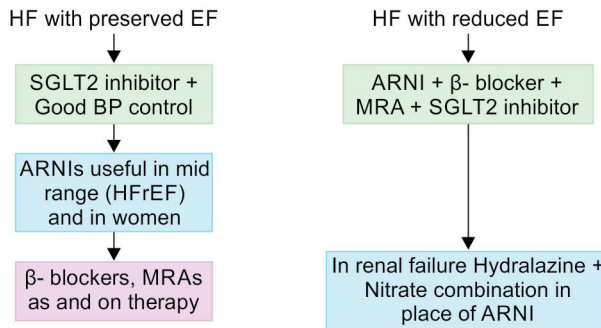 HF with preserved EF
SGLT2 inhibitor +
Good BP control
ARNIs useful in mid
range (HFrEF)
and in women
β- blockers, MRAs
as and on therapy
HF with reduced EF
ARNI + β- blocker +
MRA + SGLT2 inhibitor
In renal failure Hydralazine +
Nitrate combination in
place of ARNI